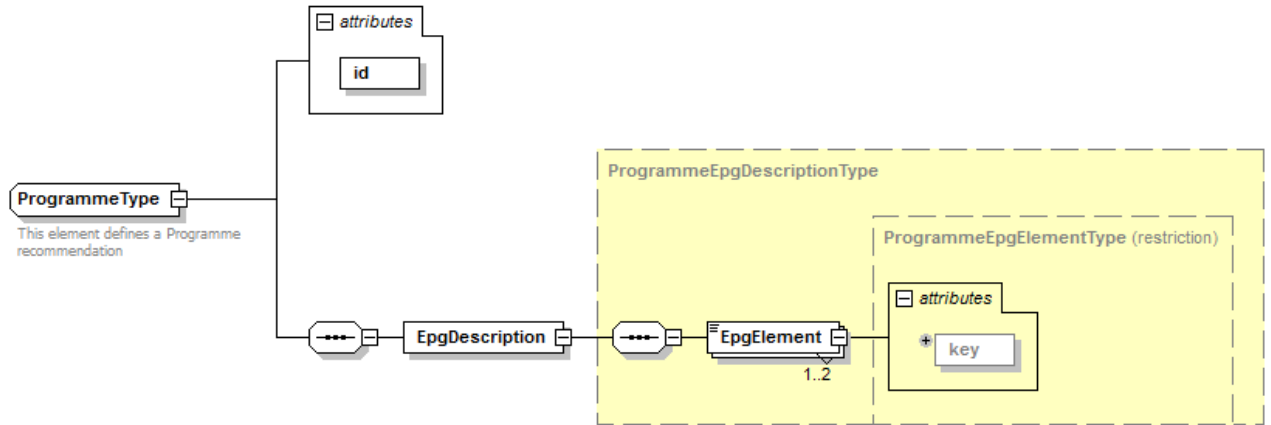 attributes
id
ProgrammeType
This element defines a Programme
recommendation
ProgrammeEpgDescriptionType
ProgrammeEpgElementType (restriction)
attributes
EpgDescription
EpgElement
key
1..2